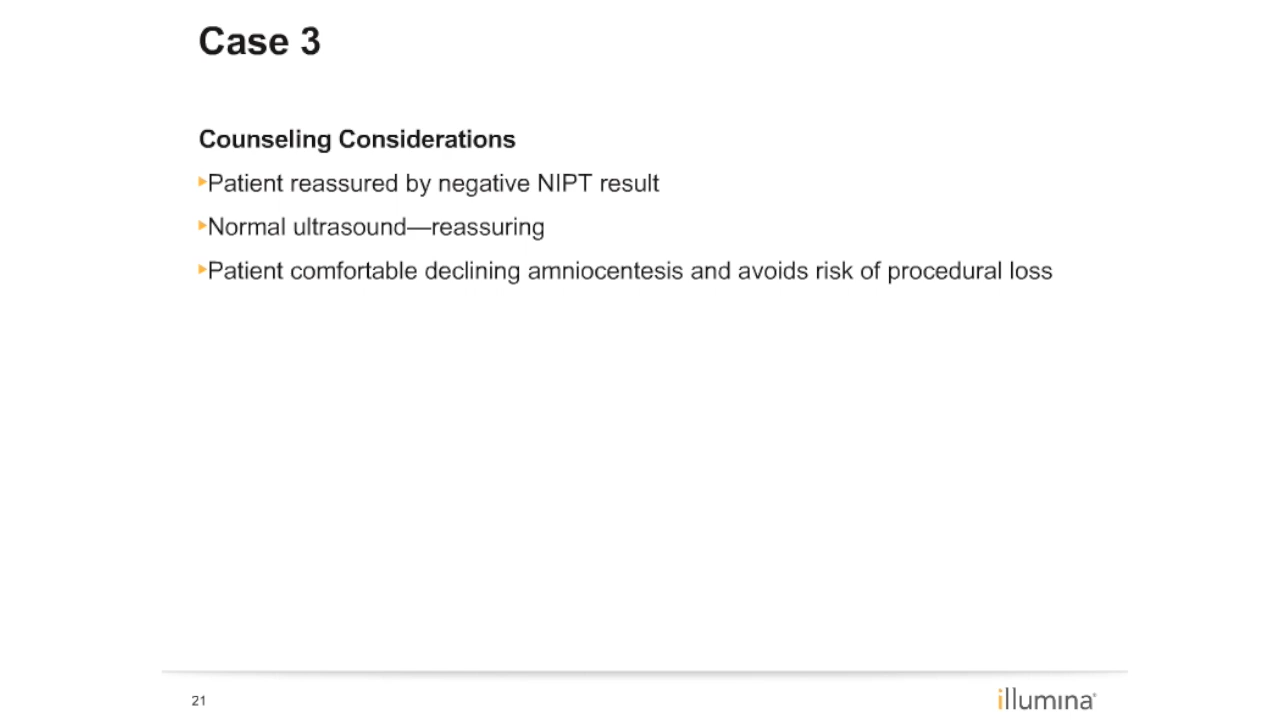 Case 3
Counseling Considerations
▸Patient reassured by negative NIPT result
▸Normal ultrasound—reassuring
▸Patient comfortable declining amniocentesis and avoids risk of procedural loss
21
illumina®